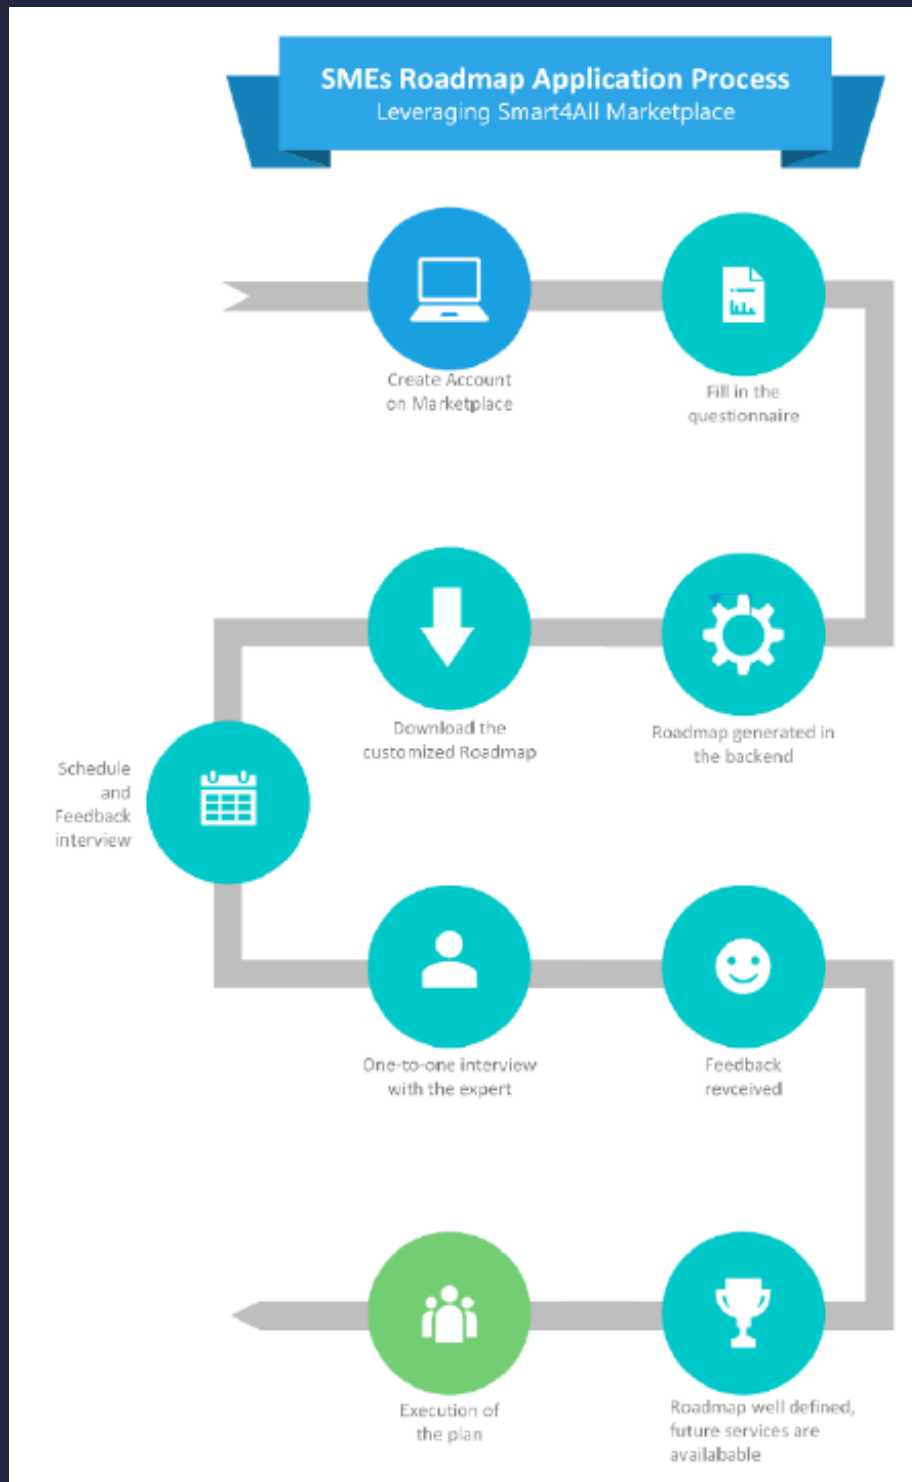 SMEs Roadmap Application Process
Leveraging Smart4All Marketplace
Create Account
on Marketplace
Fill in the
questionnaire
Roadmap generated in
the backend
Download the
customized Roadmap
Schedule
and
Feedback
interview
One-to-one interview
with the expert
Feedback
revceived
Roadmap well defined,
future services are
availabable
Execution of
the plan